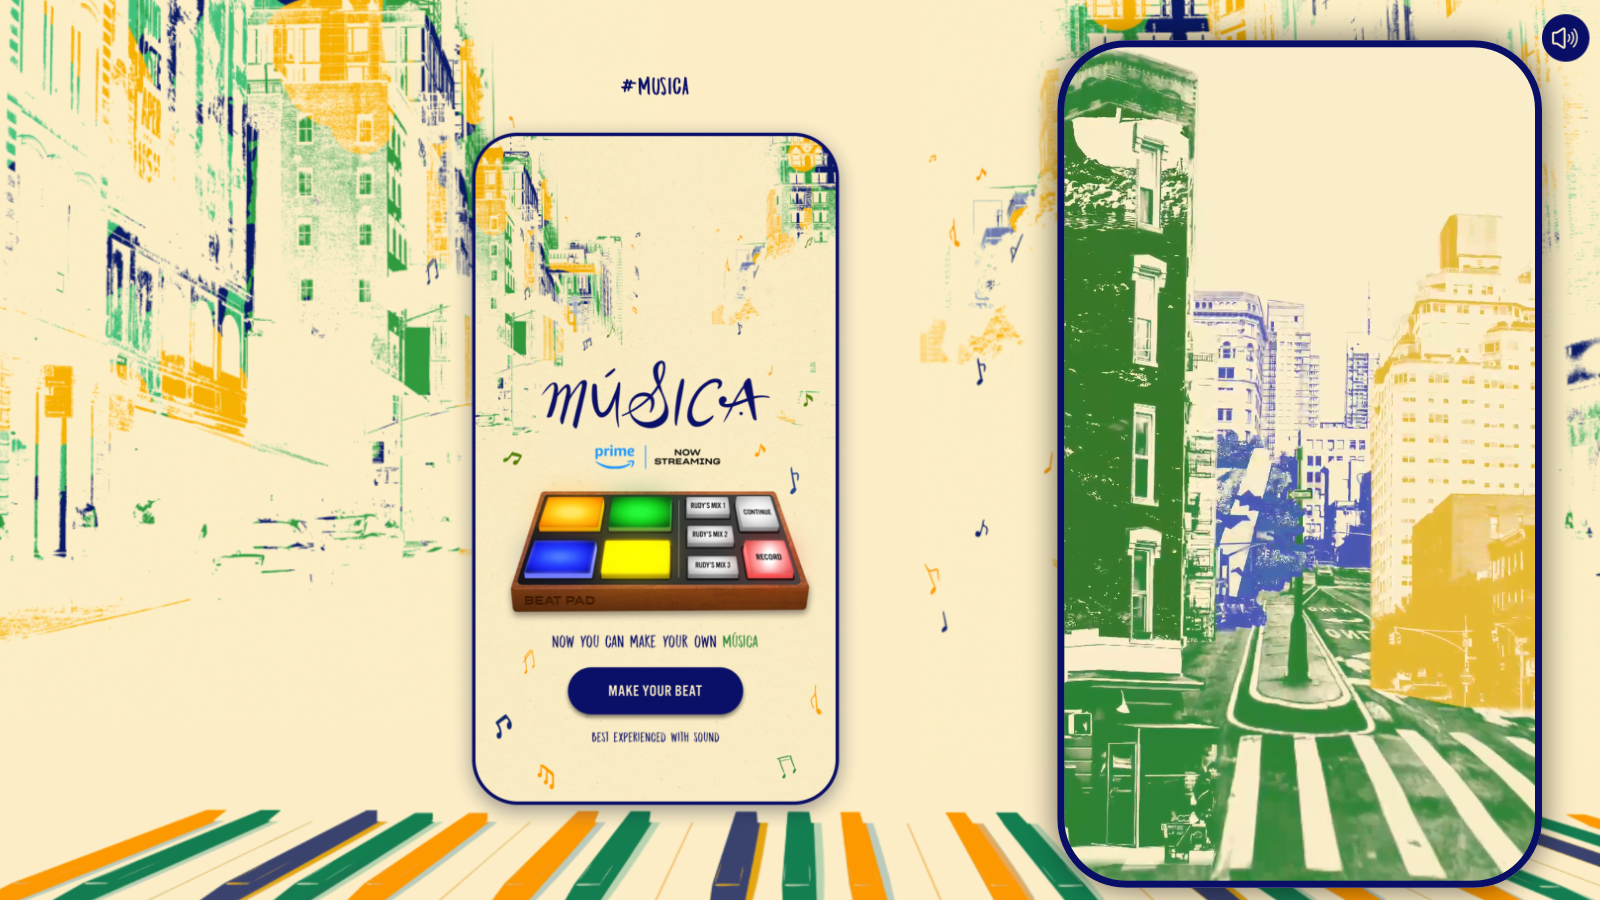 #MUSICA
MÚSICA
prime
NOW
STREAMING
RUDY'S MIX 1
CONTINUE
RUDY'S MIX 2
RUDY'S MIX 3
RECORD
BEAT PAD
NOW YOU CAN MAKE YOUR OWN MÚSICA
MAKE YOUR BEAT
BEST EXPERIENCED WITH SOUND